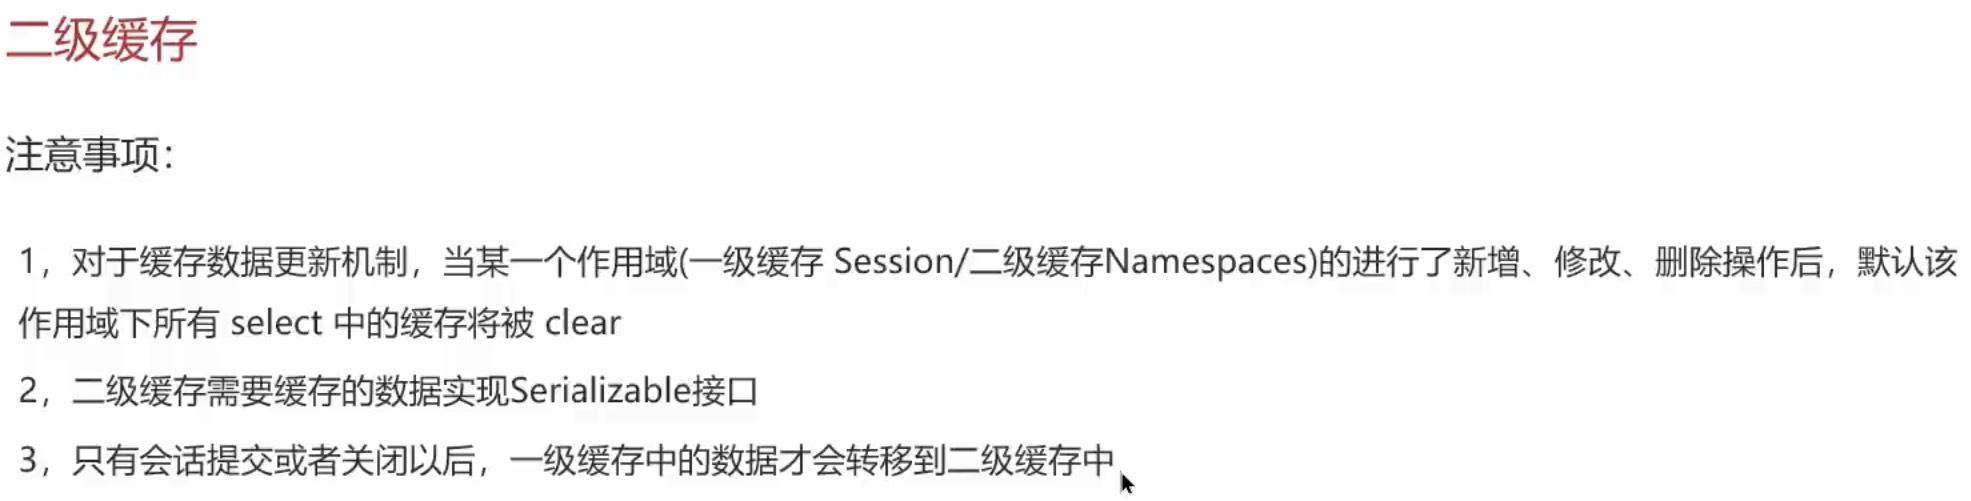 二级缓存
注意事项：
1，对于缓存数据更新机制，当某一个作用域(一级缓存 Session/二级缓存Namespaces)的进行了新增、修改、删除操作后，默认该
作用域下所有 select 中的缓存将被 clear
2，二级缓存需要缓存的数据实现Serializable接口
3，只有会话提交或者关闭以后，一级缓存中的数据才会转移到二级缓存中